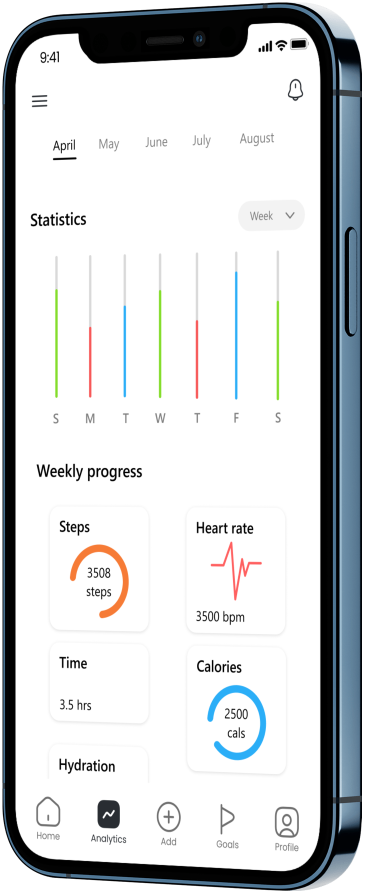 9:41
April May June July August
Statistics
Week
S M T W T F S
Weekly progress
Steps
3508
steps
Heart rate
3500 bpm
Time
3.5 hrs
Calories
2500
cals
Hydration
Home Analytics Add Goals Profile